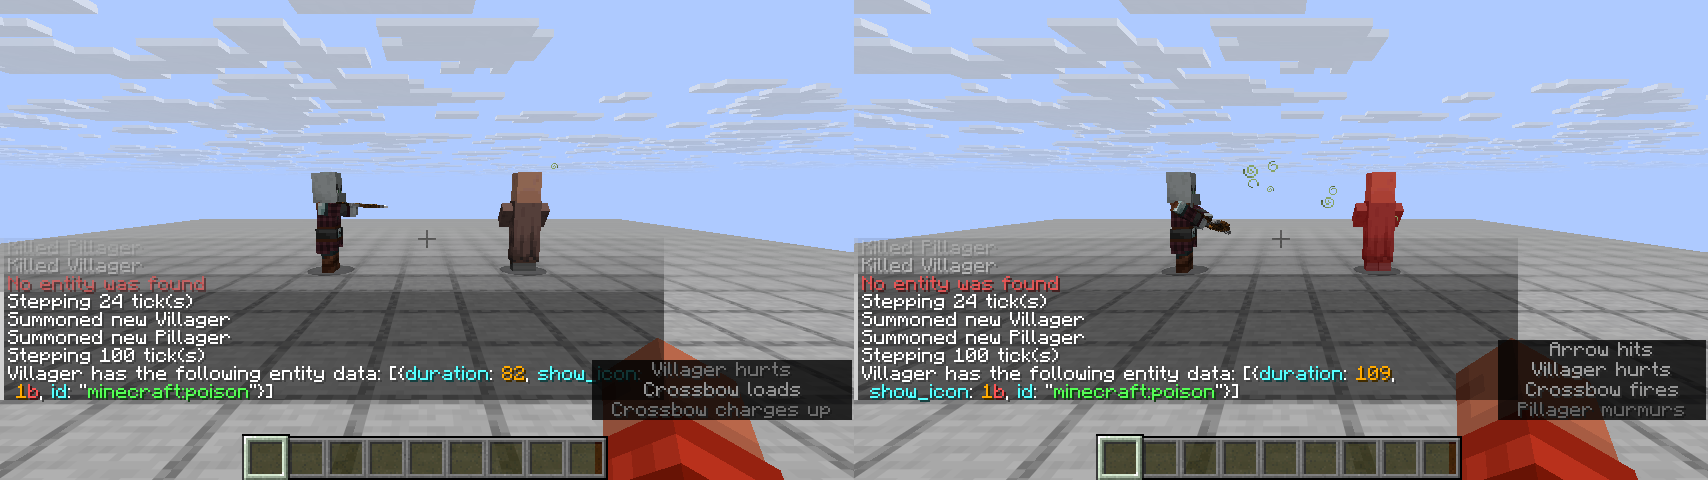 Killed Pillager
Killed Villager
No entity was found
Stepping 24 tick(s)
Summoned new Villager
Summoned new Pillager
Stepping 100 tick(s)
Villager has the following entity data: [{duration: 82, show_icon:
1b, id: "minecraft:poison"}]
Villager hurts
Crossbow loads
Crossbow charges up
Killed Pillager
Killed Villager
No entity was found
Stepping 24 tick(s)
Summoned new Villager
Summoned new Pillager
Stepping 100 tick(s)
Villager has the following entity data: [{duration: 109,
show_icon: 1b, id: "minecraft:poison"}]
Arrow hits
Villager hurts
Crossbow fires
Pillager murmurs